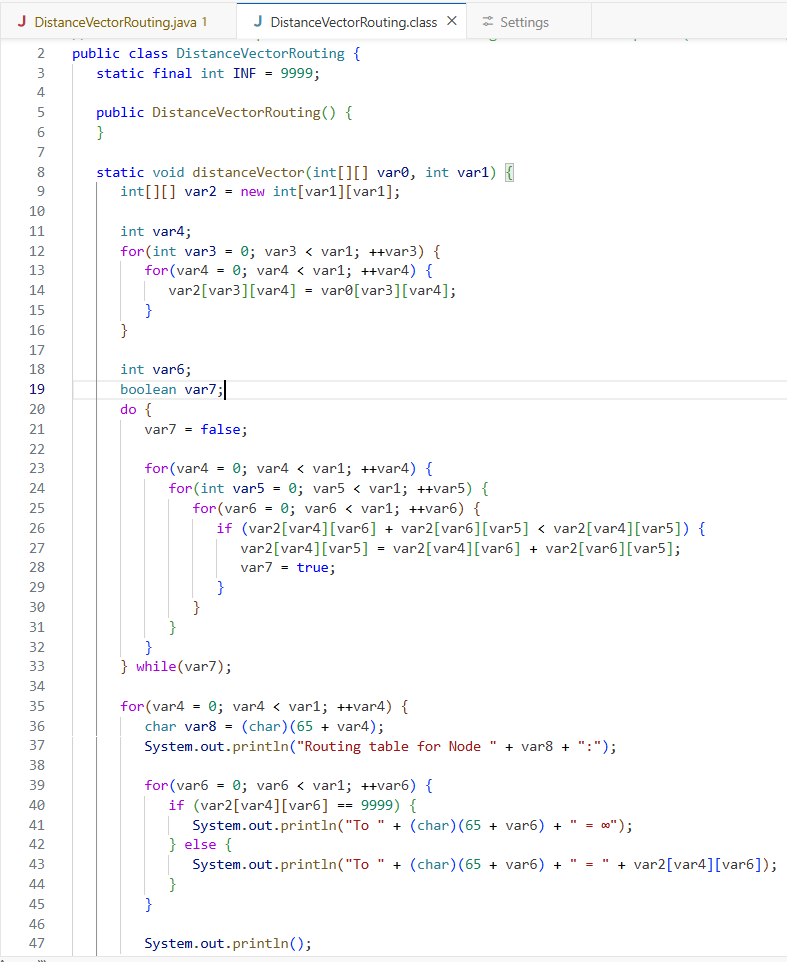 DistanceVectorRouting.java 1 DistanceVectorRouting.class Settings
2 public class DistanceVectorRouting {
3 static final int INF = 9999;
4
5 public DistanceVectorRouting() {
6 }
7
8 static void distanceVector(int[][] var0, int var1) {
9 int[][] var2 = new int[var1][var1];
10
11 int var4;
12 for(int var3 = 0; var3 < var1; ++var3) {
13 for(var4 = 0; var4 < var1; ++var4) {
14 var2[var3][var4] = var0[var3][var4];
15 }
16 }
17
18 int var6;
19 boolean var7;
20 do {
21 var7 = false;
22
23 for(var4 = 0; var4 < var1; ++var4) {
24 for(int var5 = 0; var5 < var1; ++var5) {
25 for(var6 = 0; var6 < var1; ++var6) {
26 if (var2[var4][var6] + var2[var6][var5] < var2[var4][var5]) {
27 var2[var4][var5] = var2[var4][var6] + var2[var6][var5];
28 var7 = true;
29 }
30 }
31 }
32 }
33 } while(var7);
34
35 for(var4 = 0; var4 < var1; ++var4) {
36 char var8 = (char)(65 + var4);
37 System.out.println("Routing table for Node " + var8 + ":");
38
39 for(var6 = 0; var6 < var1; ++var6) {
40 if (var2[var4][var6] == 9999) {
41 System.out.println("To " + (char)(65 + var6) + " = ∞");
42 } else {
43 System.out.println("To " + (char)(65 + var6) + " = " + var2[var4][var6]);
44 }
45 }
46
47 System.out.println();